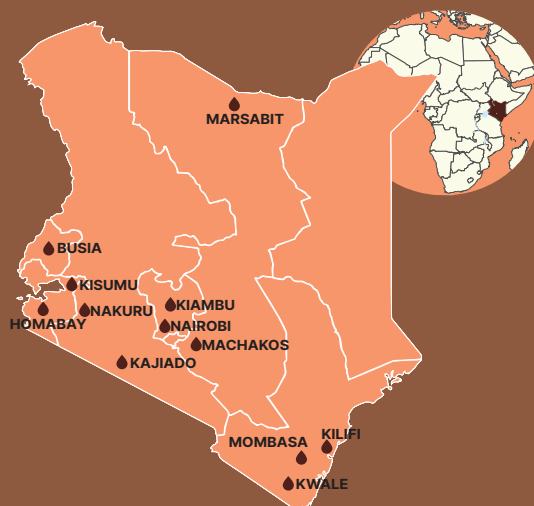 MARSABIT
BUSIA
KISUMU
HOMABAY
NAKURU
KIAMBU
NAIROBI
MACHAKOS
KAJIADO
KILIFI
MOMBASA
KWALE